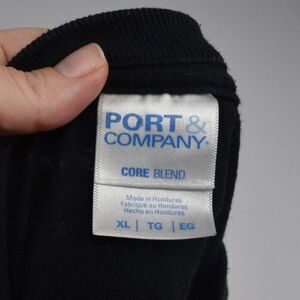 PORT &
COMPANY®
CORE BLEND
Made in Honduras
Fabriqué au Honduras
Hecho en Honduras
XL | TG | EG